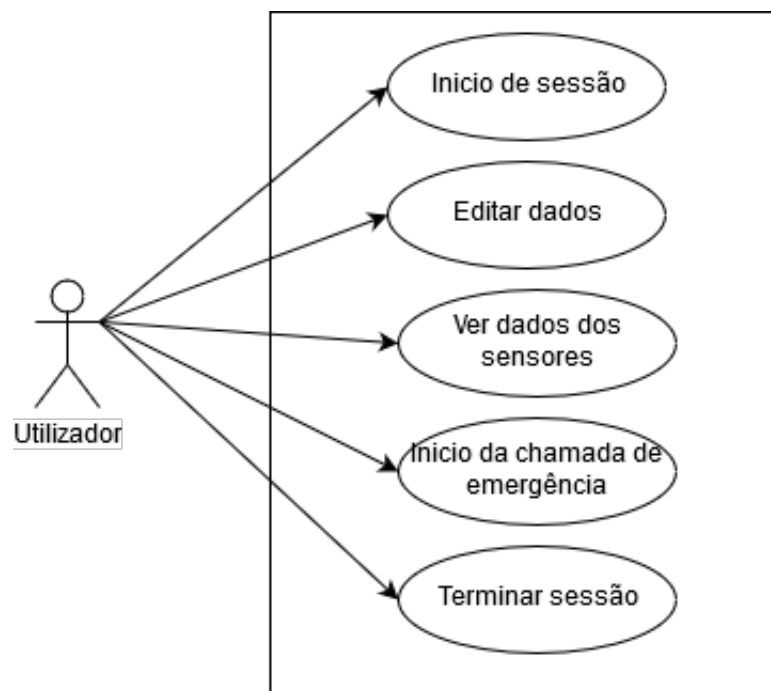 Inicio de sessão
Editar dados
Ver dados dos
sensores
Utilizador
Inicio da chamada de
emergência
Terminar sessão